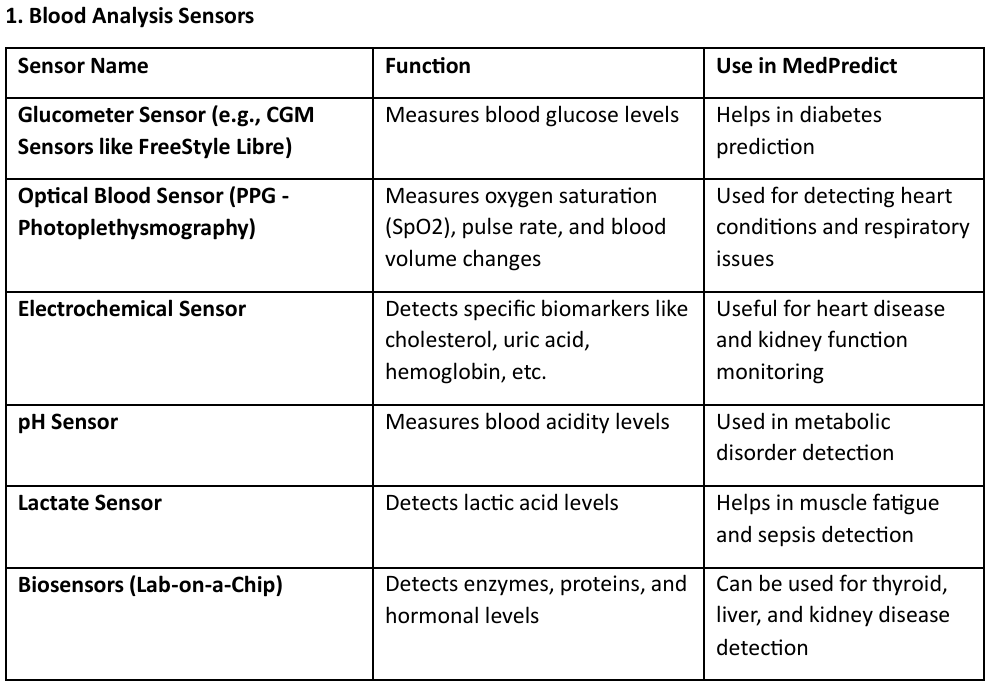 1. Blood Analysis Sensors
Sensor Name
Function
Use in MedPredict
Glucometer Sensor (e.g., CGM
Sensors like FreeStyle Libre)
Measures blood glucose levels
Helps in diabetes
prediction
Optical Blood Sensor (PPG -
Photoplethysmography)
Measures oxygen saturation
(SpO2), pulse rate, and blood
volume changes
Used for detecting heart
conditions and respiratory
issues
Electrochemical Sensor
Detects specific biomarkers like
cholesterol, uric acid,
hemoglobin, etc.
Useful for heart disease
and kidney function
monitoring
pH Sensor
Measures blood acidity levels
Used in metabolic
disorder detection
Lactate Sensor
Detects lactic acid levels
Helps in muscle fatigue
and sepsis detection
Biosensors (Lab-on-a-Chip)
Detects enzymes, proteins, and
hormonal levels
Can be used for thyroid,
liver, and kidney disease
detection